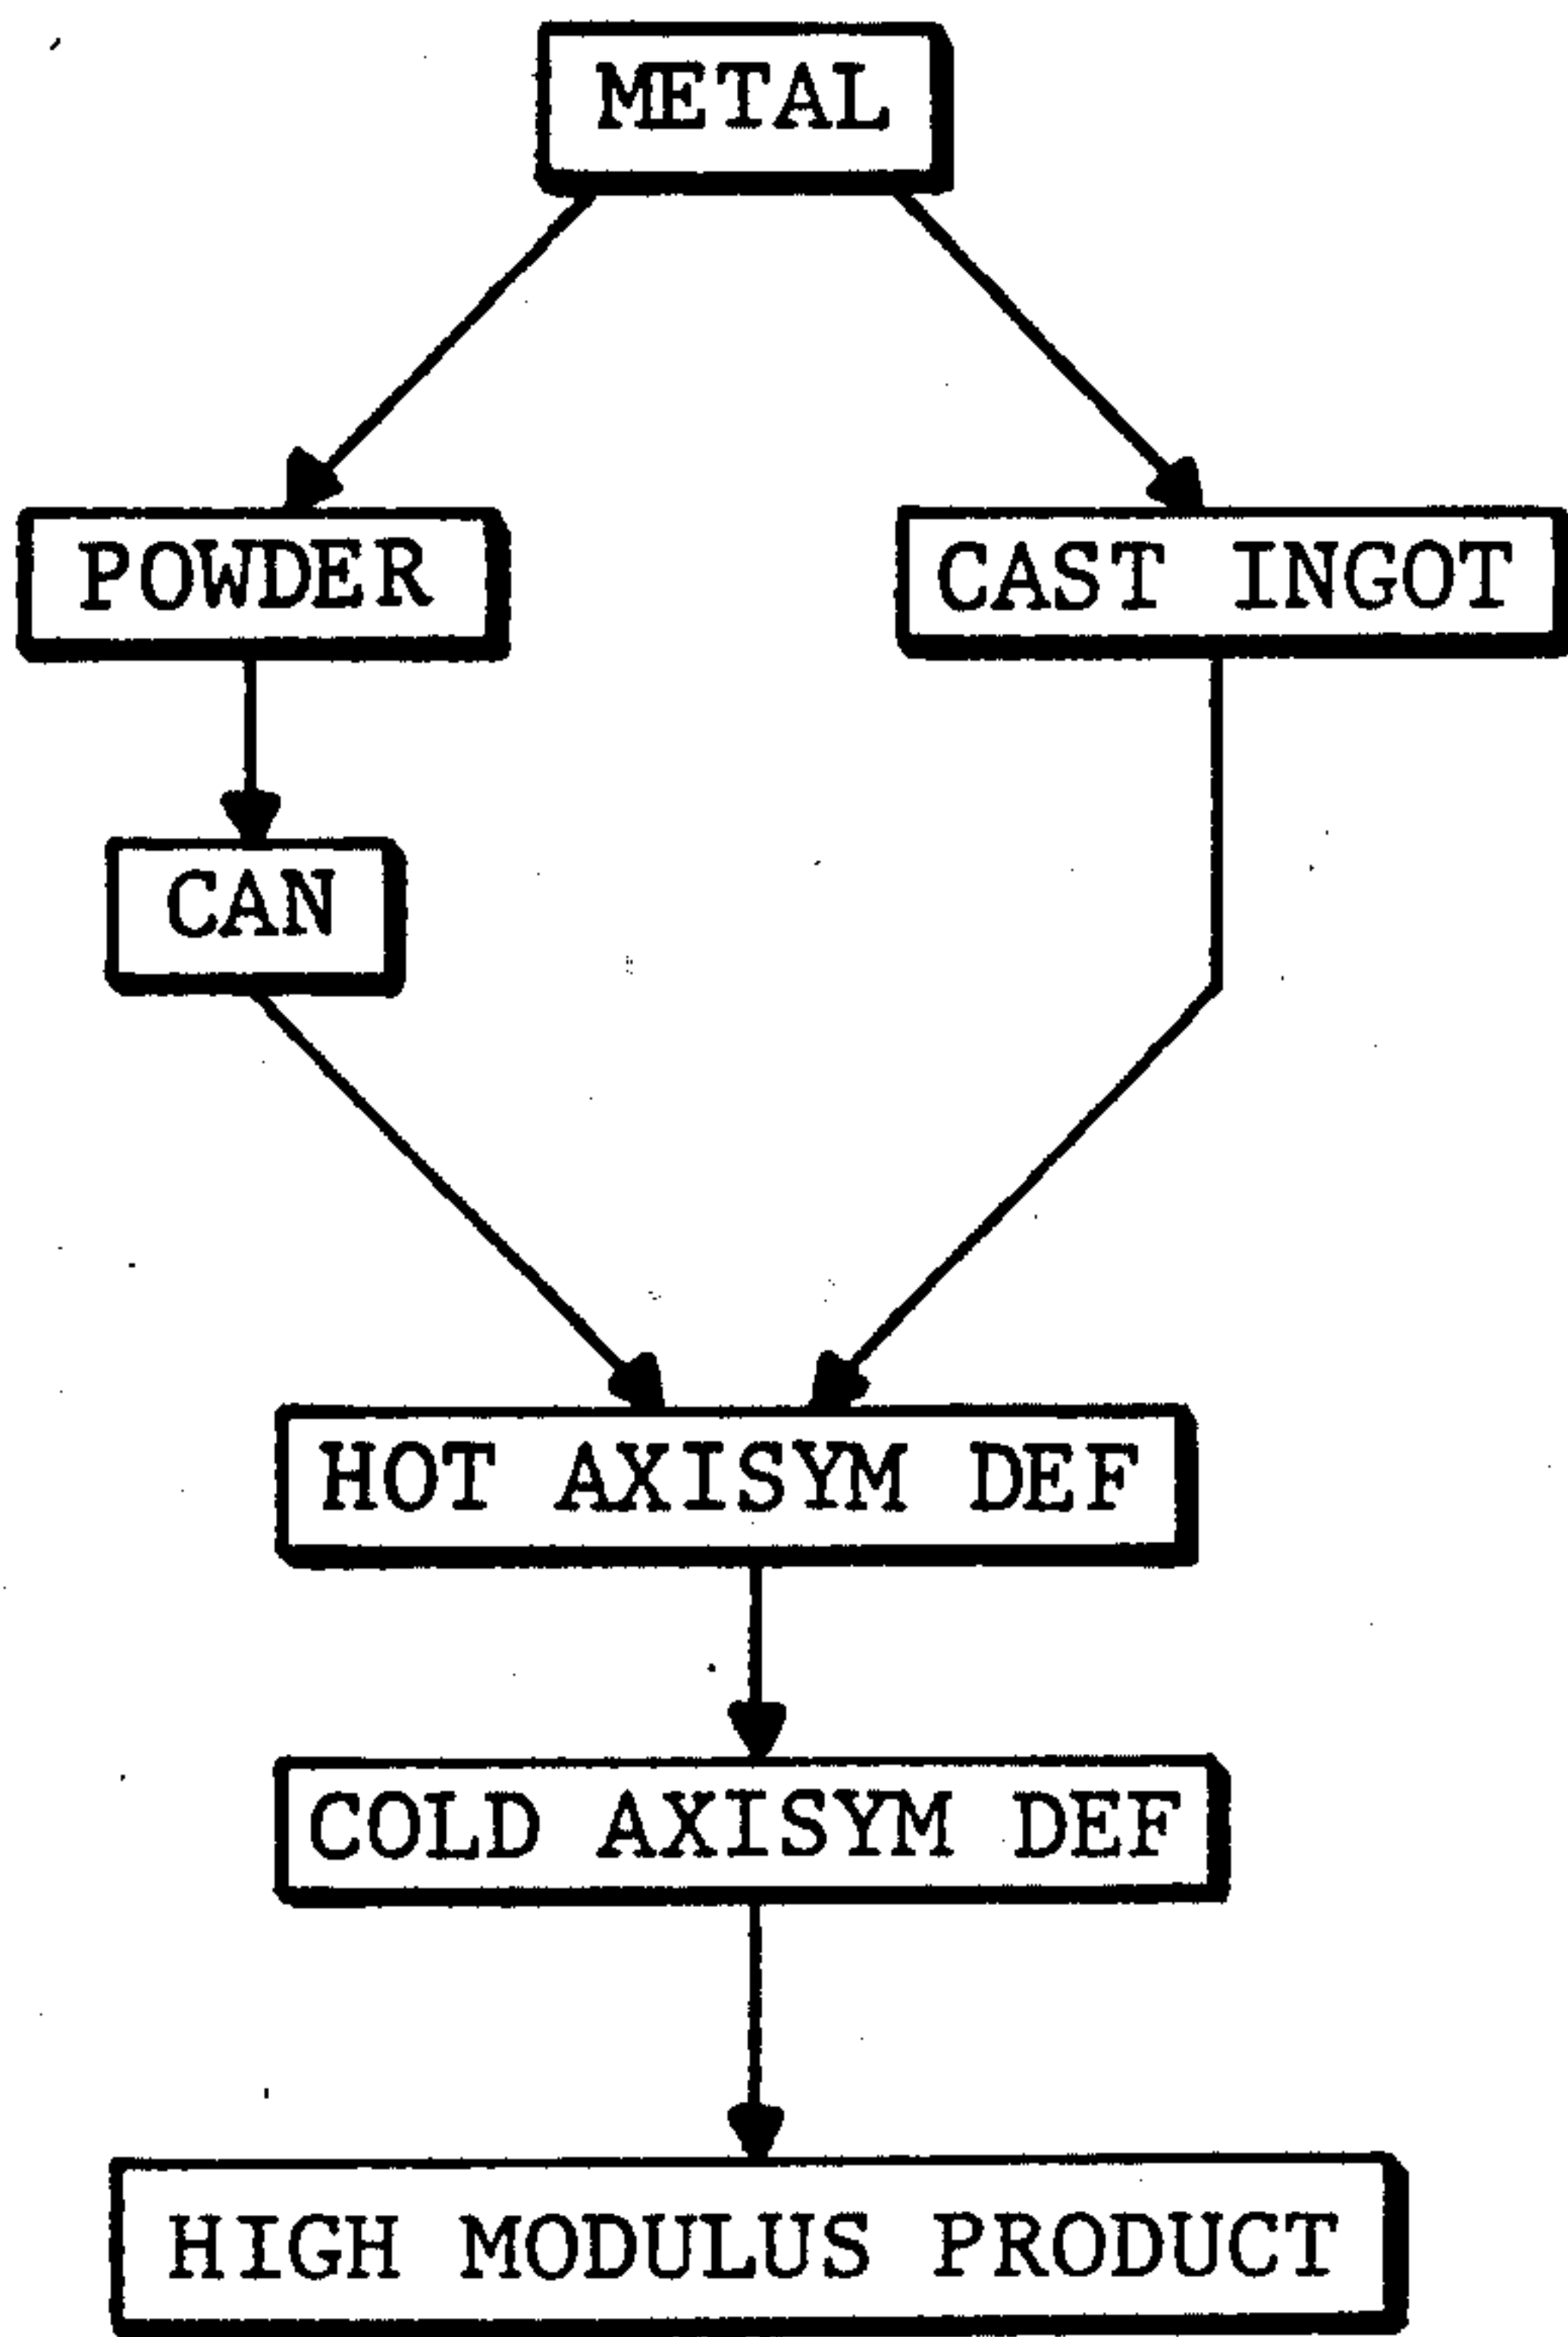 METAL
POWDER
CAST INGOT
CAN
HOT AXISYM DEF
COLD AXISYM DEF
HIGH MODULUS PRODUCT